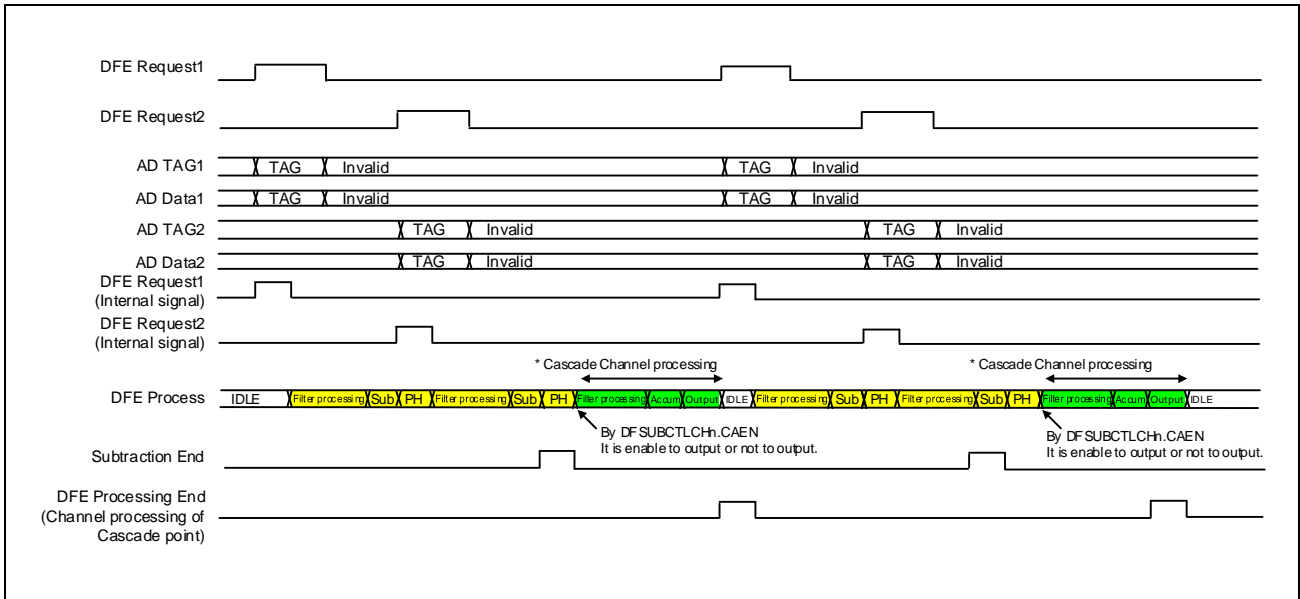 DFE Request1
DFE Request2
AD TAG1 TAG Invalid TAG Invalid
AD Data1 TAG Invalid TAG Invalid
AD TAG2 TAG Invalid TAG Invalid
AD Data2 TAG Invalid TAG Invalid
DFE Request1
(Internal signal)
DFE Request2
(Internal signal)
* Cascade Channel processing * Cascade Channel processing
DFE Process IDLE Filter processing Sub PH Filter processing Sub PH Filter processing Accum Output IDLE Filter processing Sub PH Filter processing Sub PH Filter processing Accum Output IDLE
By DFSUBCTLCHn.CAEN By DFSUBCTLCHn.CAEN
It is enable to output or not to output. It is enable to output or not to output.
Subtraction End
DFE Processing End
(Channel processing of
Cascade point)